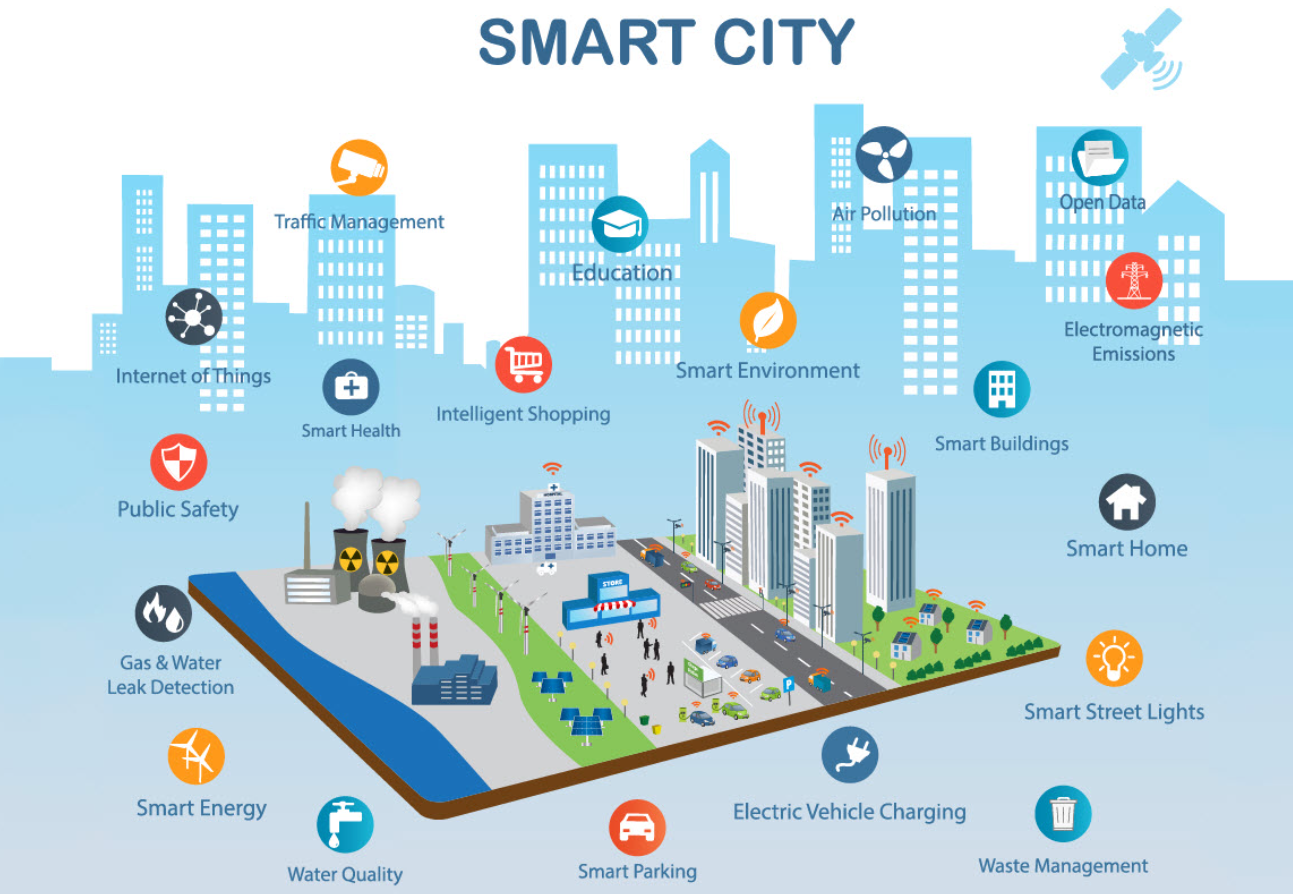 SMART CITY
Traffic Management
Education
Air Pollution
Open Data
Internet of Things
Smart Health
Intelligent Shopping
Smart Environment
Electromagnetic
Emissions
Smart Buildings
Public Safety
HOSPITAL
Smart Home
STORE
Gas & Water
Leak Detection
P
Smart Street Lights
Smart Energy
Electric Vehicle Charging
Water Quality
Smart Parking
Waste Management